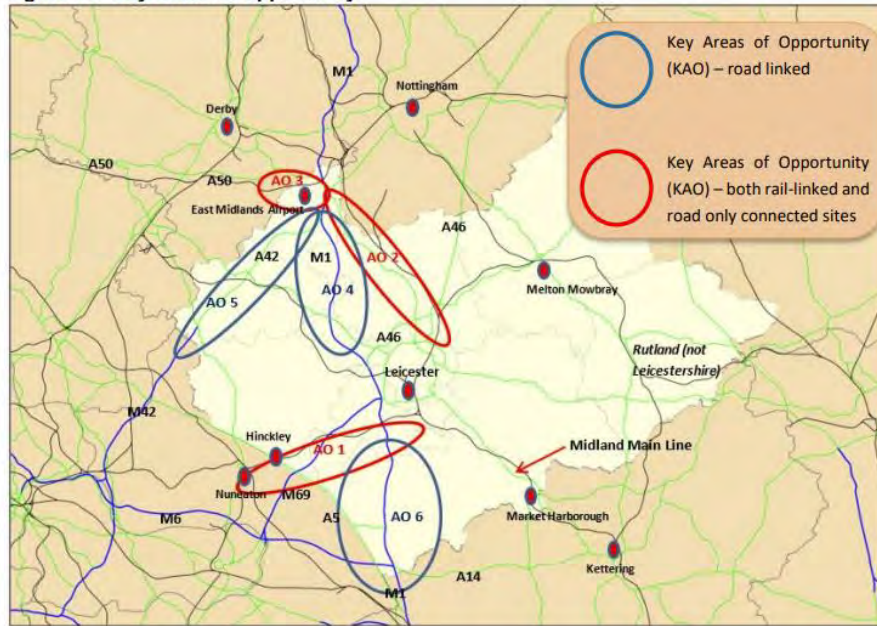 Key Areas of Opportunity
(KAO) – road linked
Key Areas of Opportunity
(KAO) – both rail-linked and
road only connected sites
M1
Nottingham
Derby
A50
A50
AO 3
East Midlands Airport
A46
A42
M1
AO 2
Melton Mowbray
AO 5
AO 4
A46
Rutland (not
Leicestershire)
Leicester
M42
Hinckley
AO 1
Midland Main Line
Nuneaton
M69
Market Harborough
M6
A5
AO 6
Kettering
A14
M1